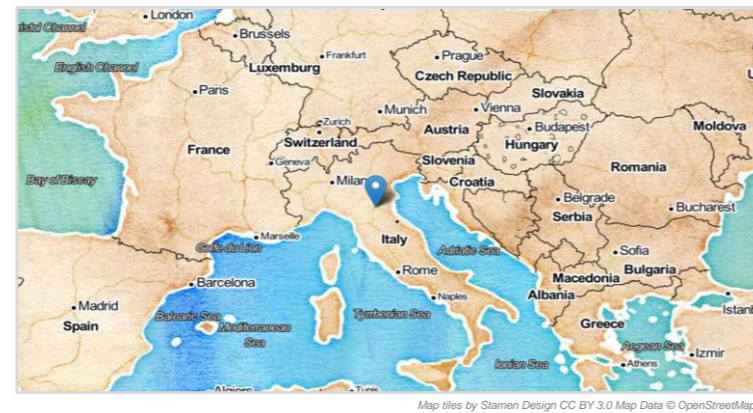 London
Bristol Channel
Brussels
English Channel
Frankfurt
Prague
Luxemburg
Czech Republic
Paris
Slovakia
Munich
Vienna
Zurich
Austria
Budapest
Moldova
France
Switzerland
Hungary
Geneva
Slovenia
Romania
Bay of Biscay
Milan
Croatia
Belgrade
Bucharest
Serbia
Marseille
Italy
Golfe du Lion
Adriatic Sea
Sofia
Rome
Macedonia
Bulgaria
Barcelona
Albania
Naples
Madrid
Spain
Balearic Sea
Mediterranean
Sea
Tyrrhenian Sea
Greece
Istanb
Aegean Sea
Izmir
Ionian Sea
Athens
Algiers
Tunis
Map tiles by Stamen Design CC BY 3.0 Map Data © OpenStreetMap